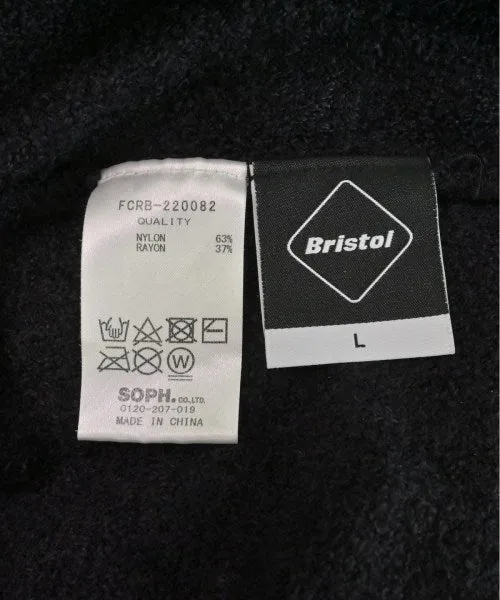 FCRB-220082
QUALITY
NYLON 63%
RAYON 37%
W
SOPH.CO.,LTD.
0120-207-019
MADE IN CHINA
Bristol
L